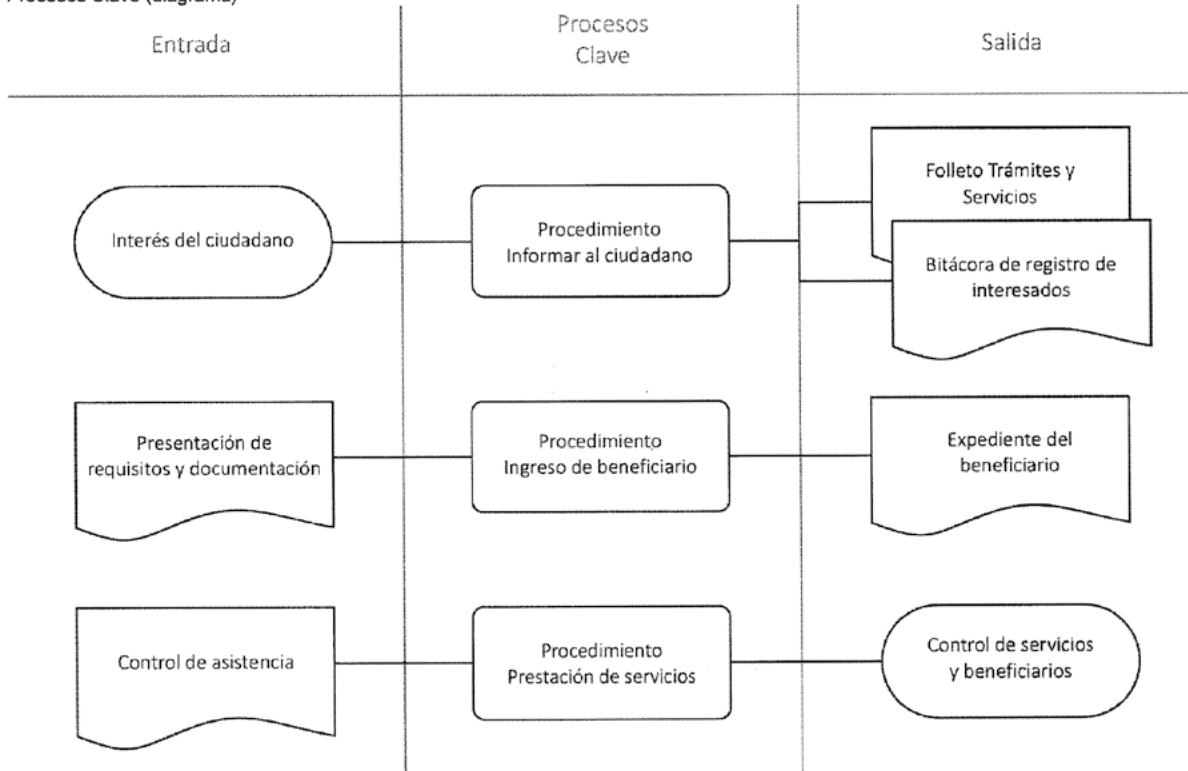 Procesos Clave (diagrama)
Entrada
Procesos
Clave
Salida
Interés del ciudadano
Procedimiento
Informar al ciudadano
Folleto Trámites y
Servicios
Bitácora de registro de
interesados
Presentación de
requisitos y documentación
Procedimiento
Ingreso de beneficiario
Expediente del
beneficiario
Control de asistencia
Procedimiento
Prestación de servicios
Control de servicios
y beneficiarios